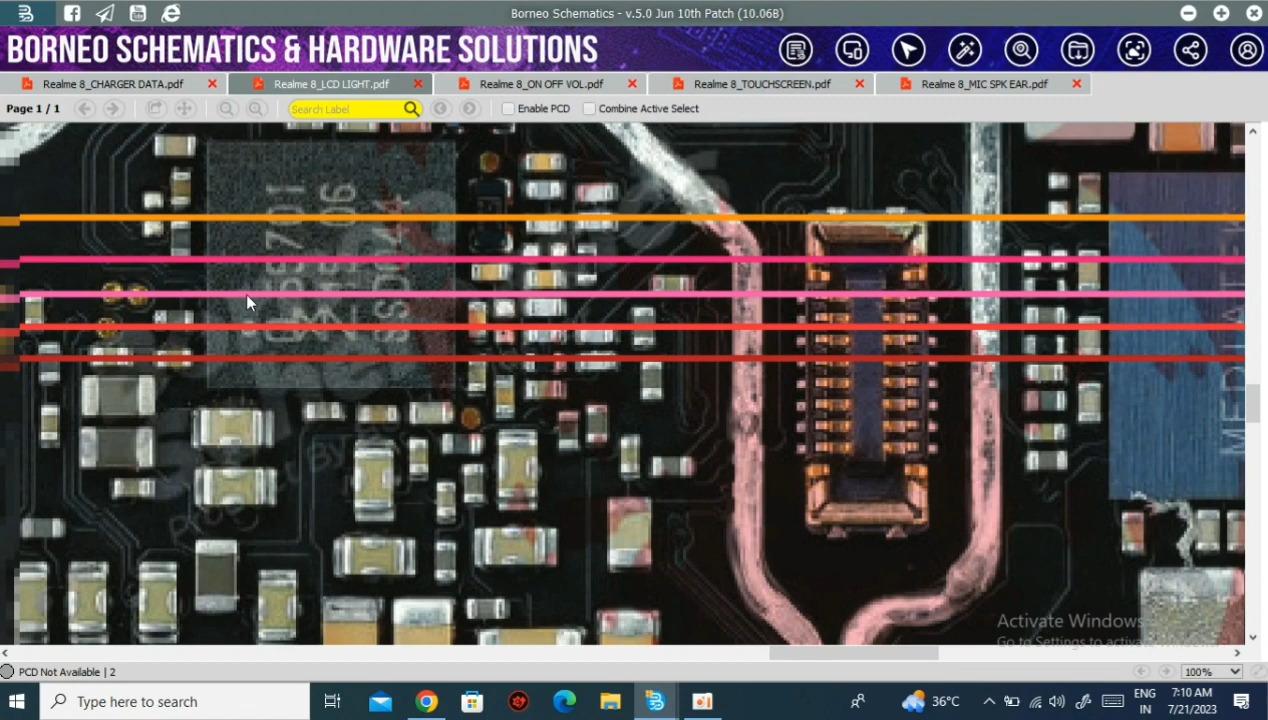 Borneo Schematics - v.5.0 Jun 10th Patch (10.06B)
BORNEO SCHEMATICS & HARDWARE SOLUTIONS
Realme 8_CHARGER DATA.pdf
Realme 8_LCD LIGHT.pdf
Realme 8_ON OFF VOL.pdf
Realme 8_TOUCHSCREEN.pdf
Realme 8_MIC SPK EAR.pdf
Page 1 / 1
Search Label
Enable PCD
Combine Active Select
Activate Windows
Go to Settings to activate
PCD Not Available | 2
100%
Type here to search
36°C
ENG
IN
7:10 AM
7/21/2023